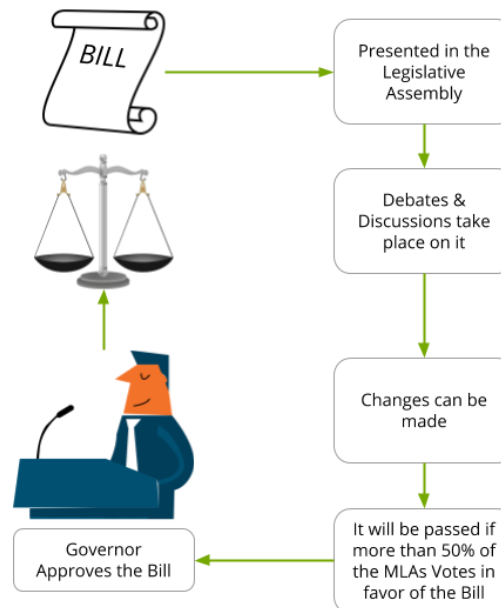 BILL
Presented in the
Legislative
Assembly
Debates &
Discussions take
place on it
Changes can be
made
It will be passed if
more than 50% of
the MLAs Votes in
favor of the Bill
Governor
Approves the Bill